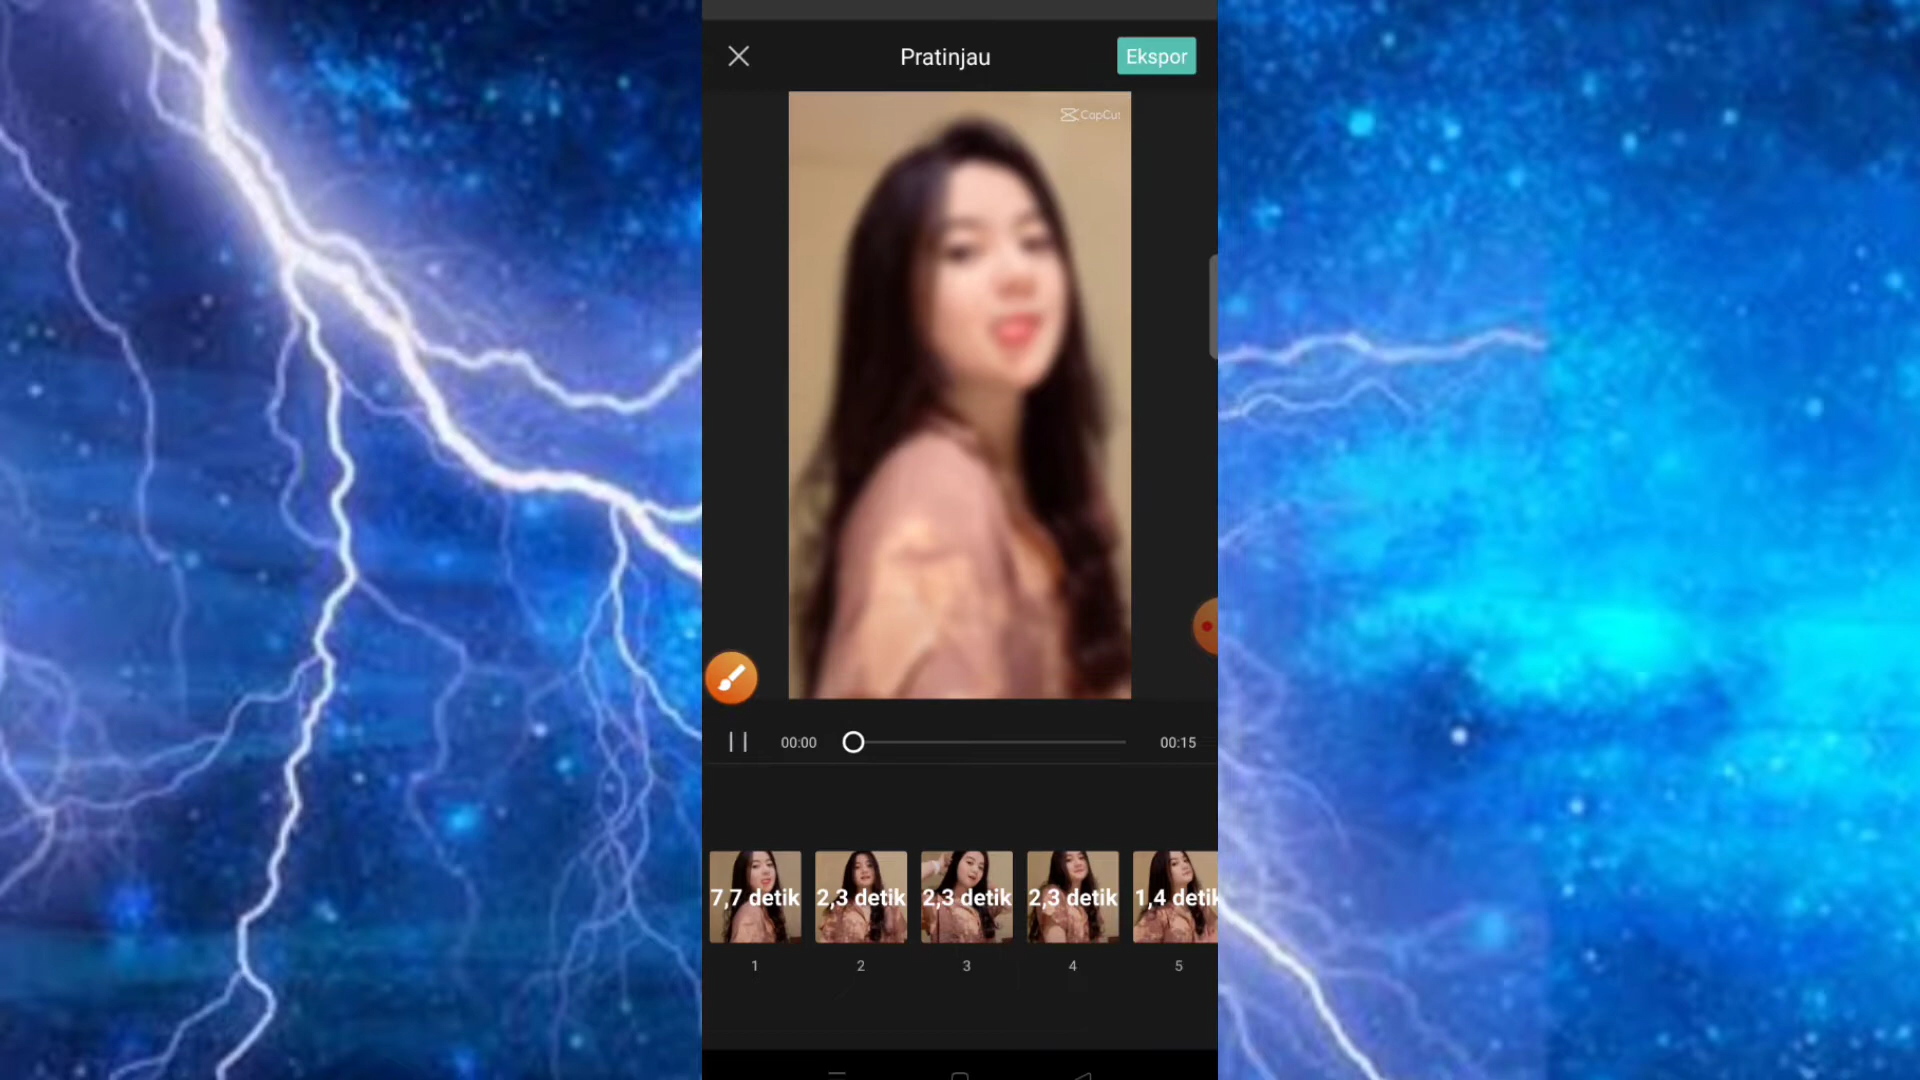 Pratinjau
Ekspor
CapCut
00:00
00:15
7,7 detik
2,3 detik
2,3 detik
2,3 detik
1,4 detik
1
2
3
4
5